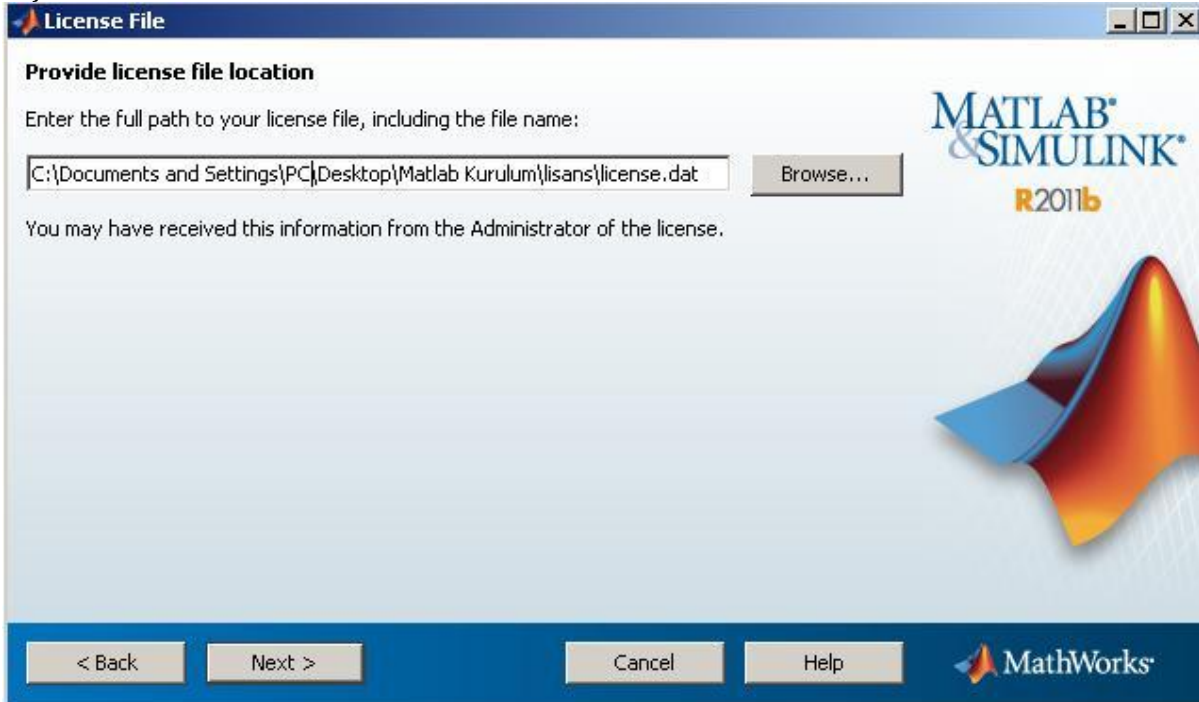 License File
Provide license file location
Enter the full path to your license file, including the file name:
C:\Documents and Settings\PC\Desktop\Matlab Kurulum\lisans\license.dat
Browse...
You may have received this information from the Administrator of the license.
MATLAB®
&SIMULINK®
R2011b
< Back
Next >
Cancel
Help
MathWorks®